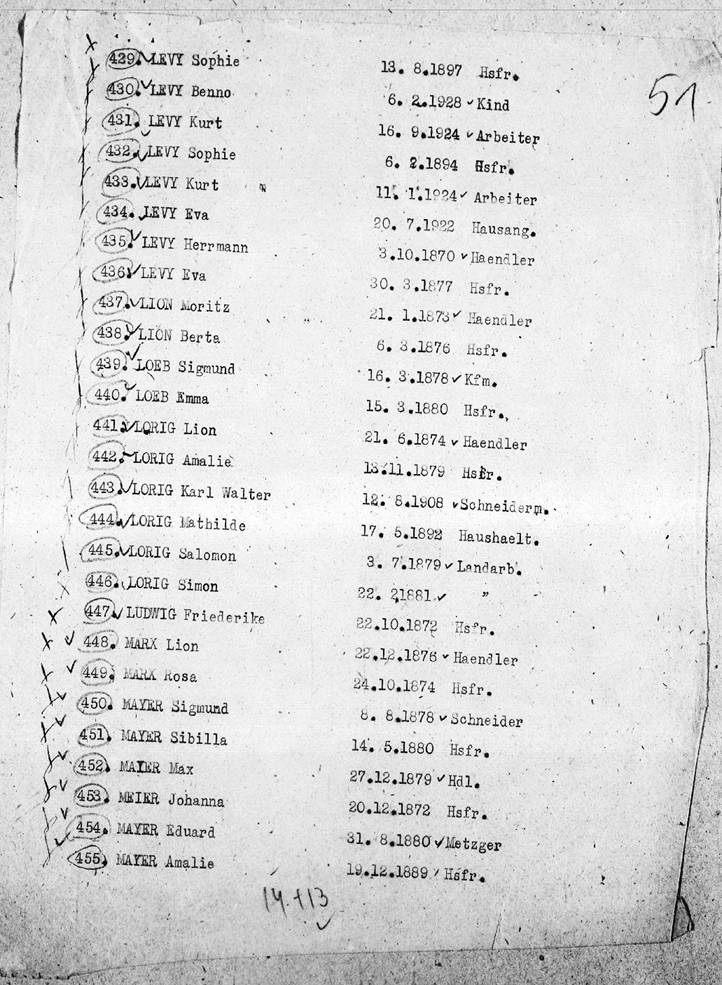 51
429. LEVY Sophie 13. 8.1897 Hsfr.
430. LEVY Benno 6. 2.1928 Kind
431. LEVY Kurt 16. 9.1924 Arbeiter
432. LEVY Sophie 6. 2.1894 Hsfr.
433. LEVY Kurt 11. 1.1924 Arbeiter
434. LEVY Eva 20. 7.1922 Hausang.
435. LEVY Herrmann 3.10.1870 Haendler
436. LEVY Eva 30. 3.1877 Hsfr.
437. LION Moritz 21. 1.1873 Haendler
438. LION Berta 6. 3.1876 Hsfr.
439. LOEB Sigmund 16. 3.1878 Kfm.
440. LOEB Emma 15. 3.1880 Hsfr.,
441. LORIG Lion 21. 6.1874 Haendler
442. LORIG Amalie 13.11.1879 Hsfr.
443. LORIG Karl Walter 12. 8.1908 Schneiderm.
444. LORIG Mathilde 17. 5.1892 Haushaelt.
445. LORIG Salomon 3. 7.1879 Landarb.
446. LORIG Simon 22. 21881 "
447. LUDWIG Friederike 22.10.1872 Hsfr.
448. MARX Lion 22.12.1876 Haendler
449. MARX Rosa 24.10.1874 Hsfr.
450. MAYER Sigmund 8. 8.1878 Schneider
451. MAYER Sibilla 14. 5.1880 Hsfr.
452. MAIER Max 27.12.1879 Hdl.
453. MEIER Johanna 20.12.1872 Hsfr.
454. MAYER Eduard 31. 8.1880 Metzger
455. MAYER Amalie 19.12.1889 Hsfr.
14.+13